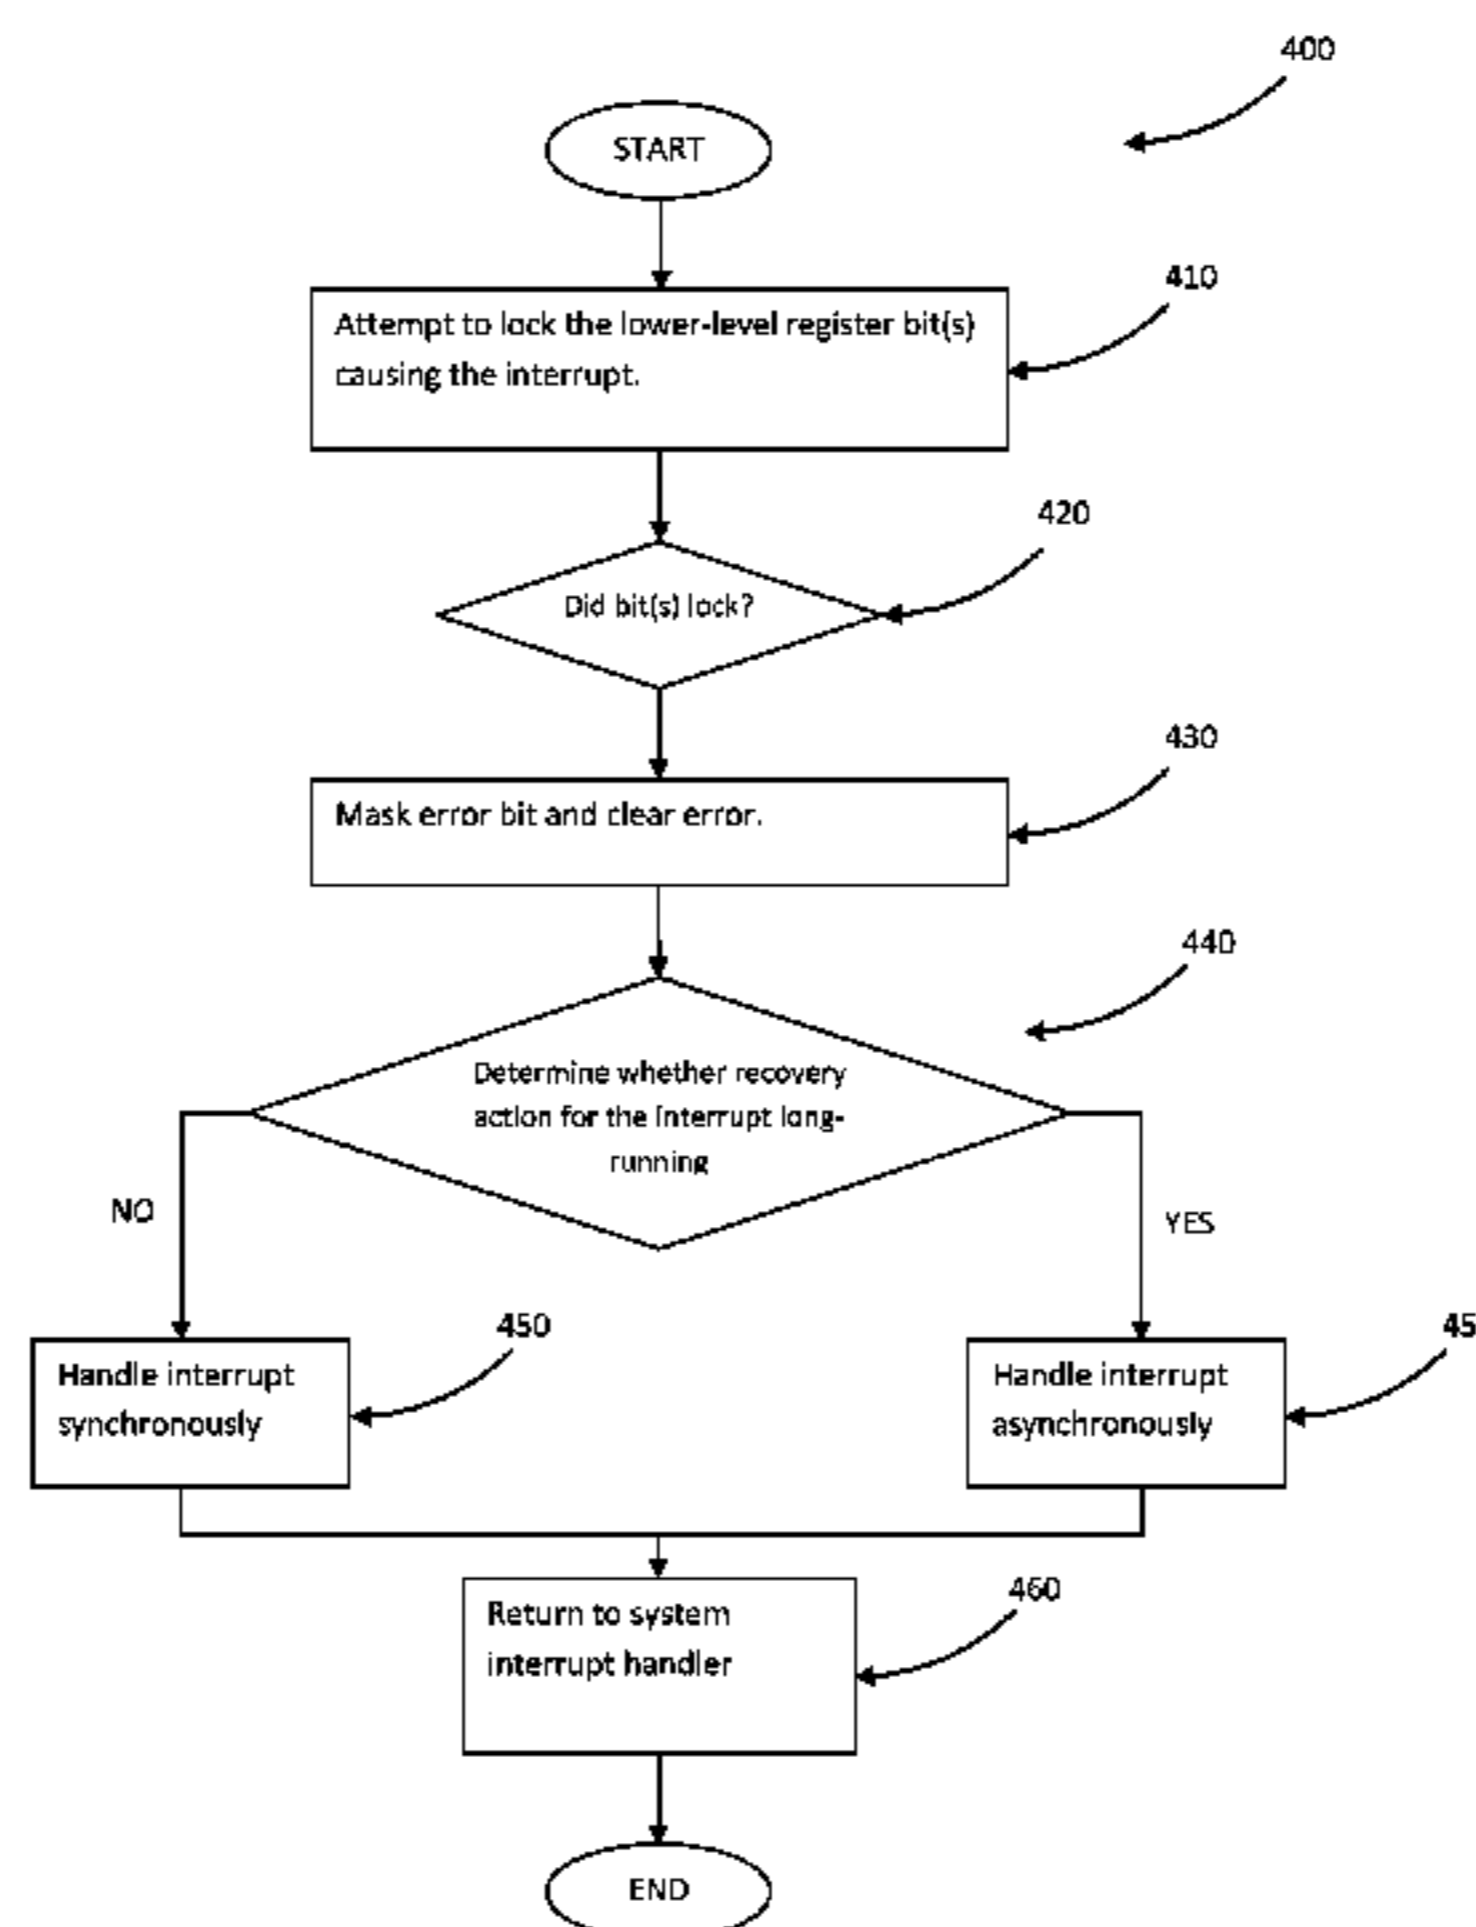 400
START
410
Attempt to lock the lower-level register bit(s)
causing the interrupt.
420
Did bit(s) lock?
430
Mask error bit and clear error.
440
Determine whether recovery
action for the interrupt long-
running
NO
YES
450
45
Handle interrupt
synchronously
Handle interrupt
asynchronously
460
Return to system
interrupt handler
END